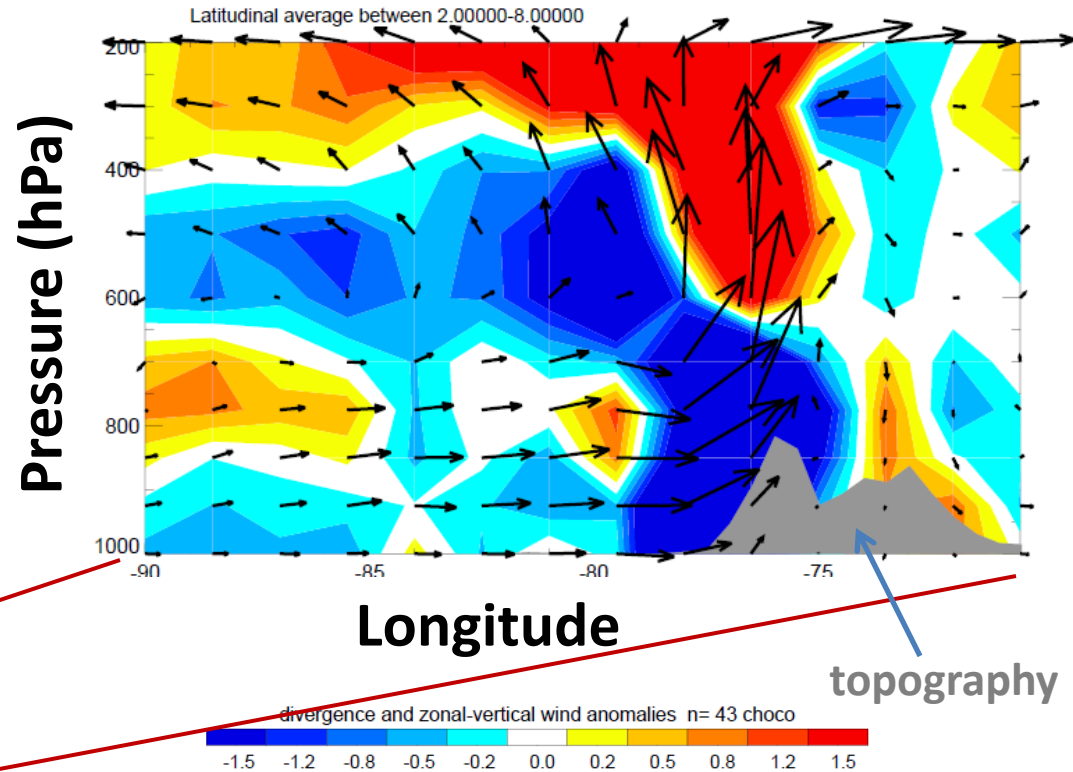 Latitudinal average between 2.00000-8.00000
Pressure (hPa)
200
400
600
800
1000
-90 -85 -80 -75
Longitude
topography
divergence and zonal-vertical wind anomalies n= 43 choco
-1.5 -1.2 -0.8 -0.5 -0.2 0.0 0.2 0.5 0.8 1.2 1.5